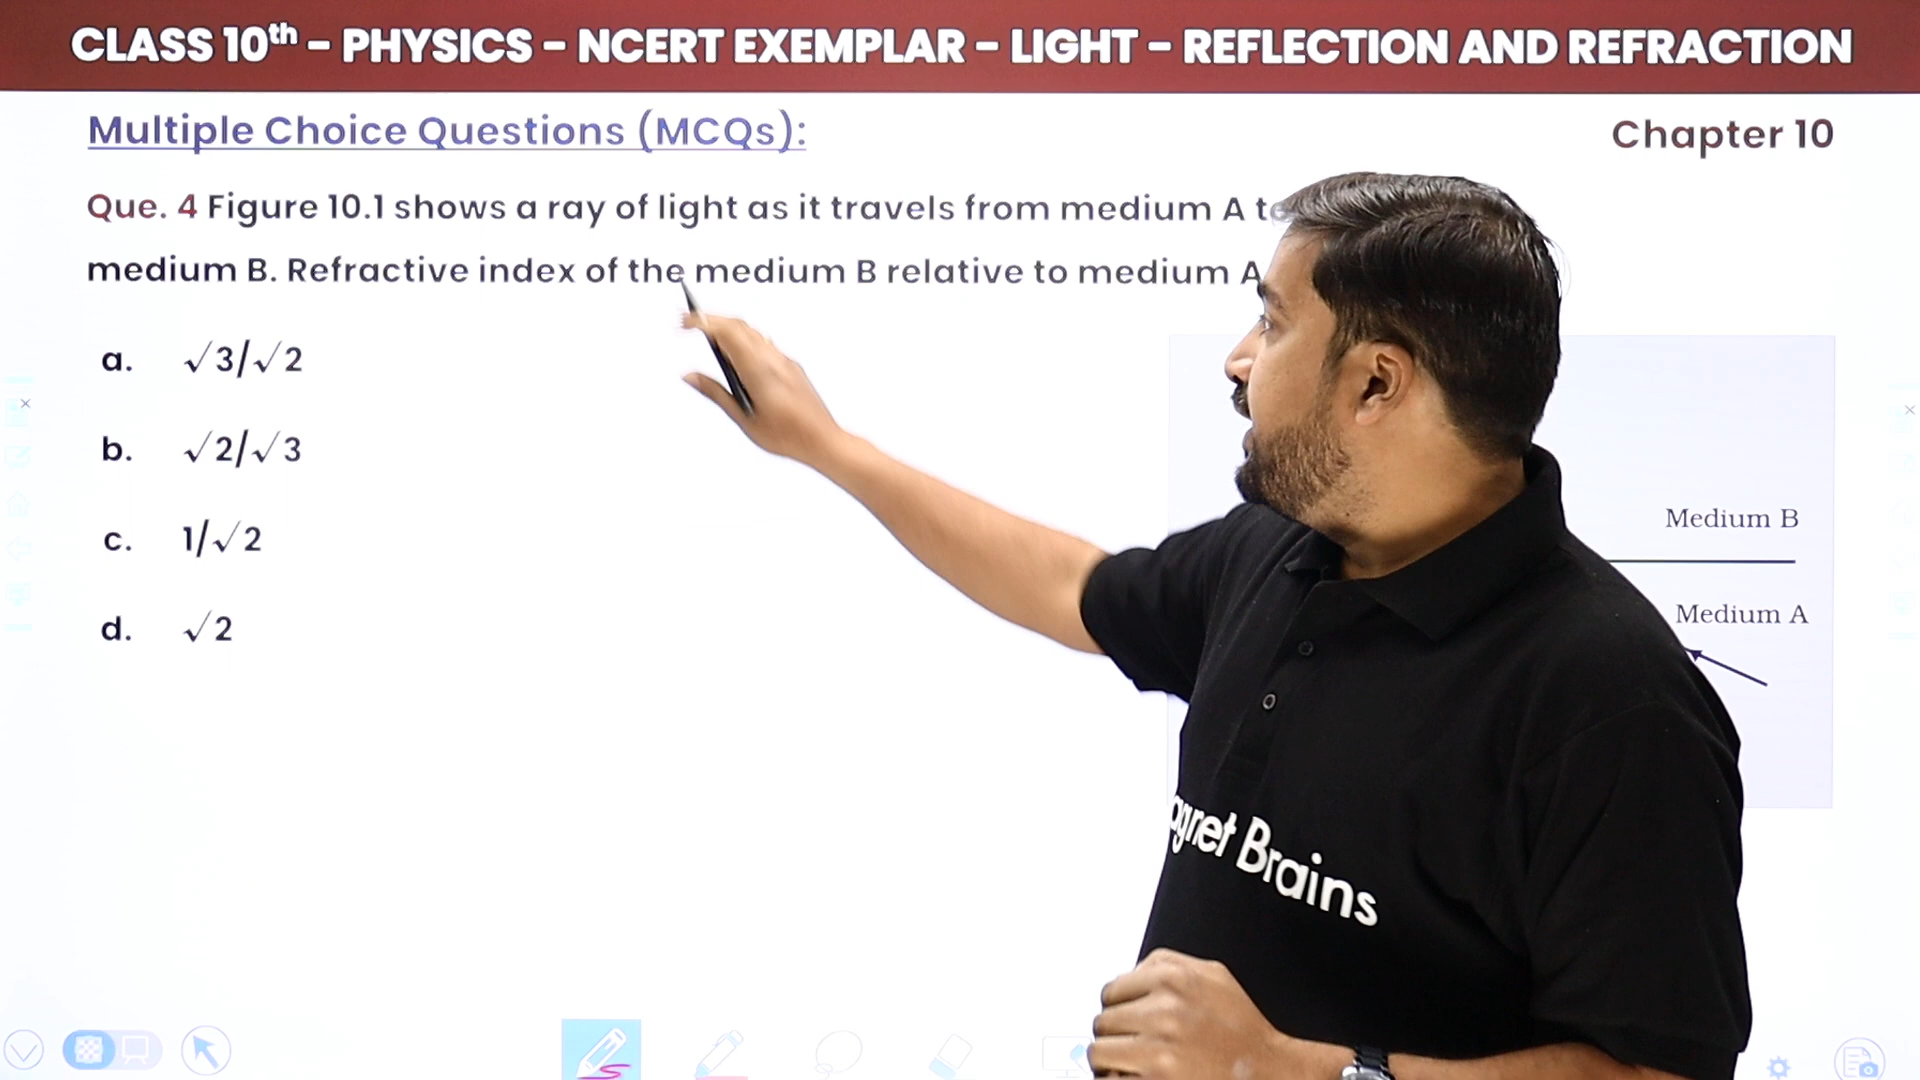 CLASS 10th – PHYSICS – NCERT EXEMPLAR – LIGHT – REFLECTION AND REFRACTION
Multiple Choice Questions (MCQs):
Chapter 10
Que. 4 Figure 10.1 shows a ray of light as it travels from medium A
medium B. Refractive index of the medium B relative to medium A
a. √3/√2
b. √2/√3
c. 1/√2
d. √2
Medium B
Medium A
Brains